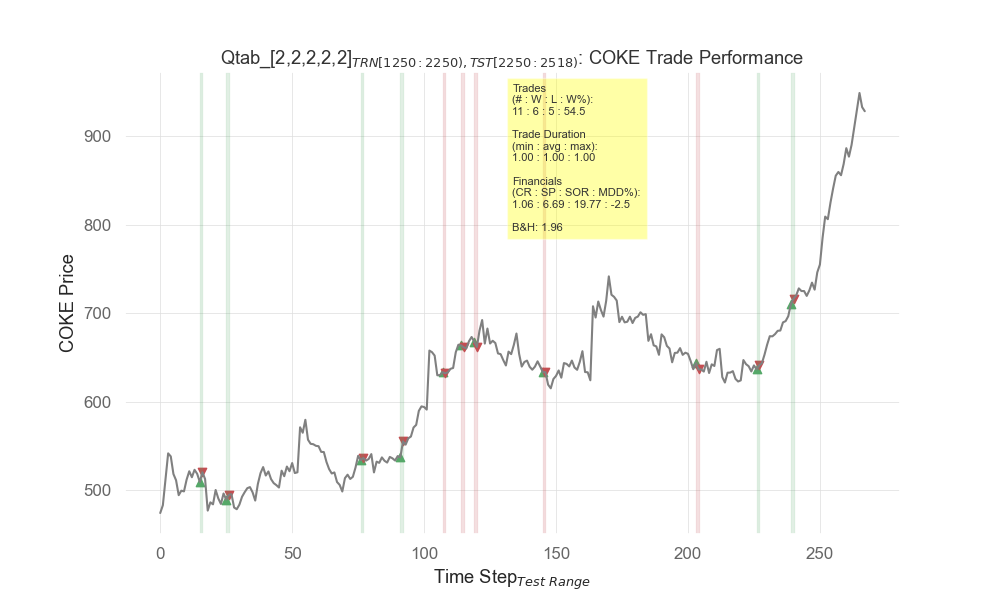 Qtab_[2,2,2,2,2]TRN[1250:2250), TST[2250:2518): COKE Trade Performance
Trades
(# : W : L : W%):
11 : 6 : 5 : 54.5
Trade Duration
(min : avg : max):
1.00 : 1.00 : 1.00
Financials
(CR : SP : SOR : MDD%):
1.06 : 6.69 : 19.77 : -2.5
B&H: 1.96
COKE Price
900
800
700
600
500
0 50 100 150 200 250
Time StepTest Range